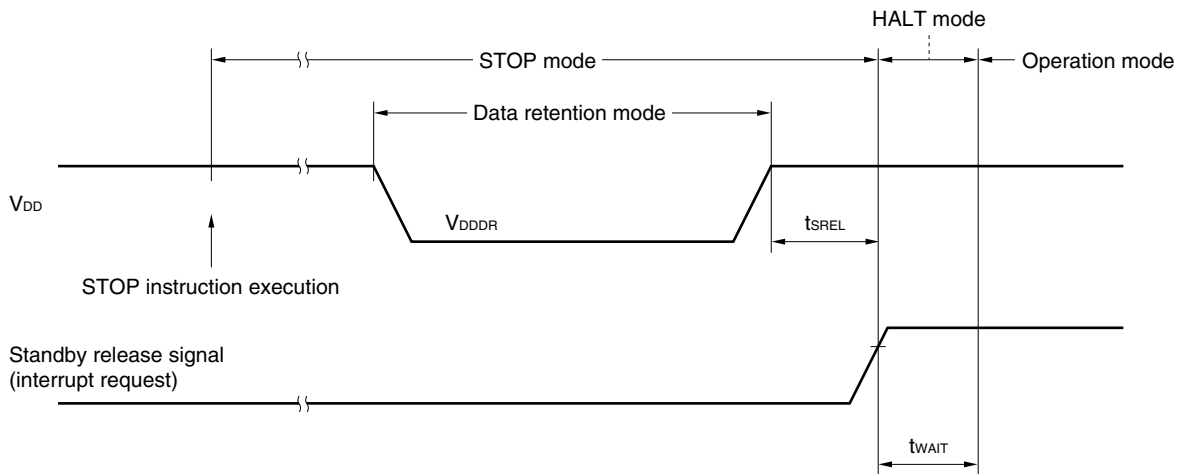 HALT mode
STOP mode
Operation mode
Data retention mode
VDD
VDDDR
tSREL
STOP instruction execution
Standby release signal
(interrupt request)
tWAIT